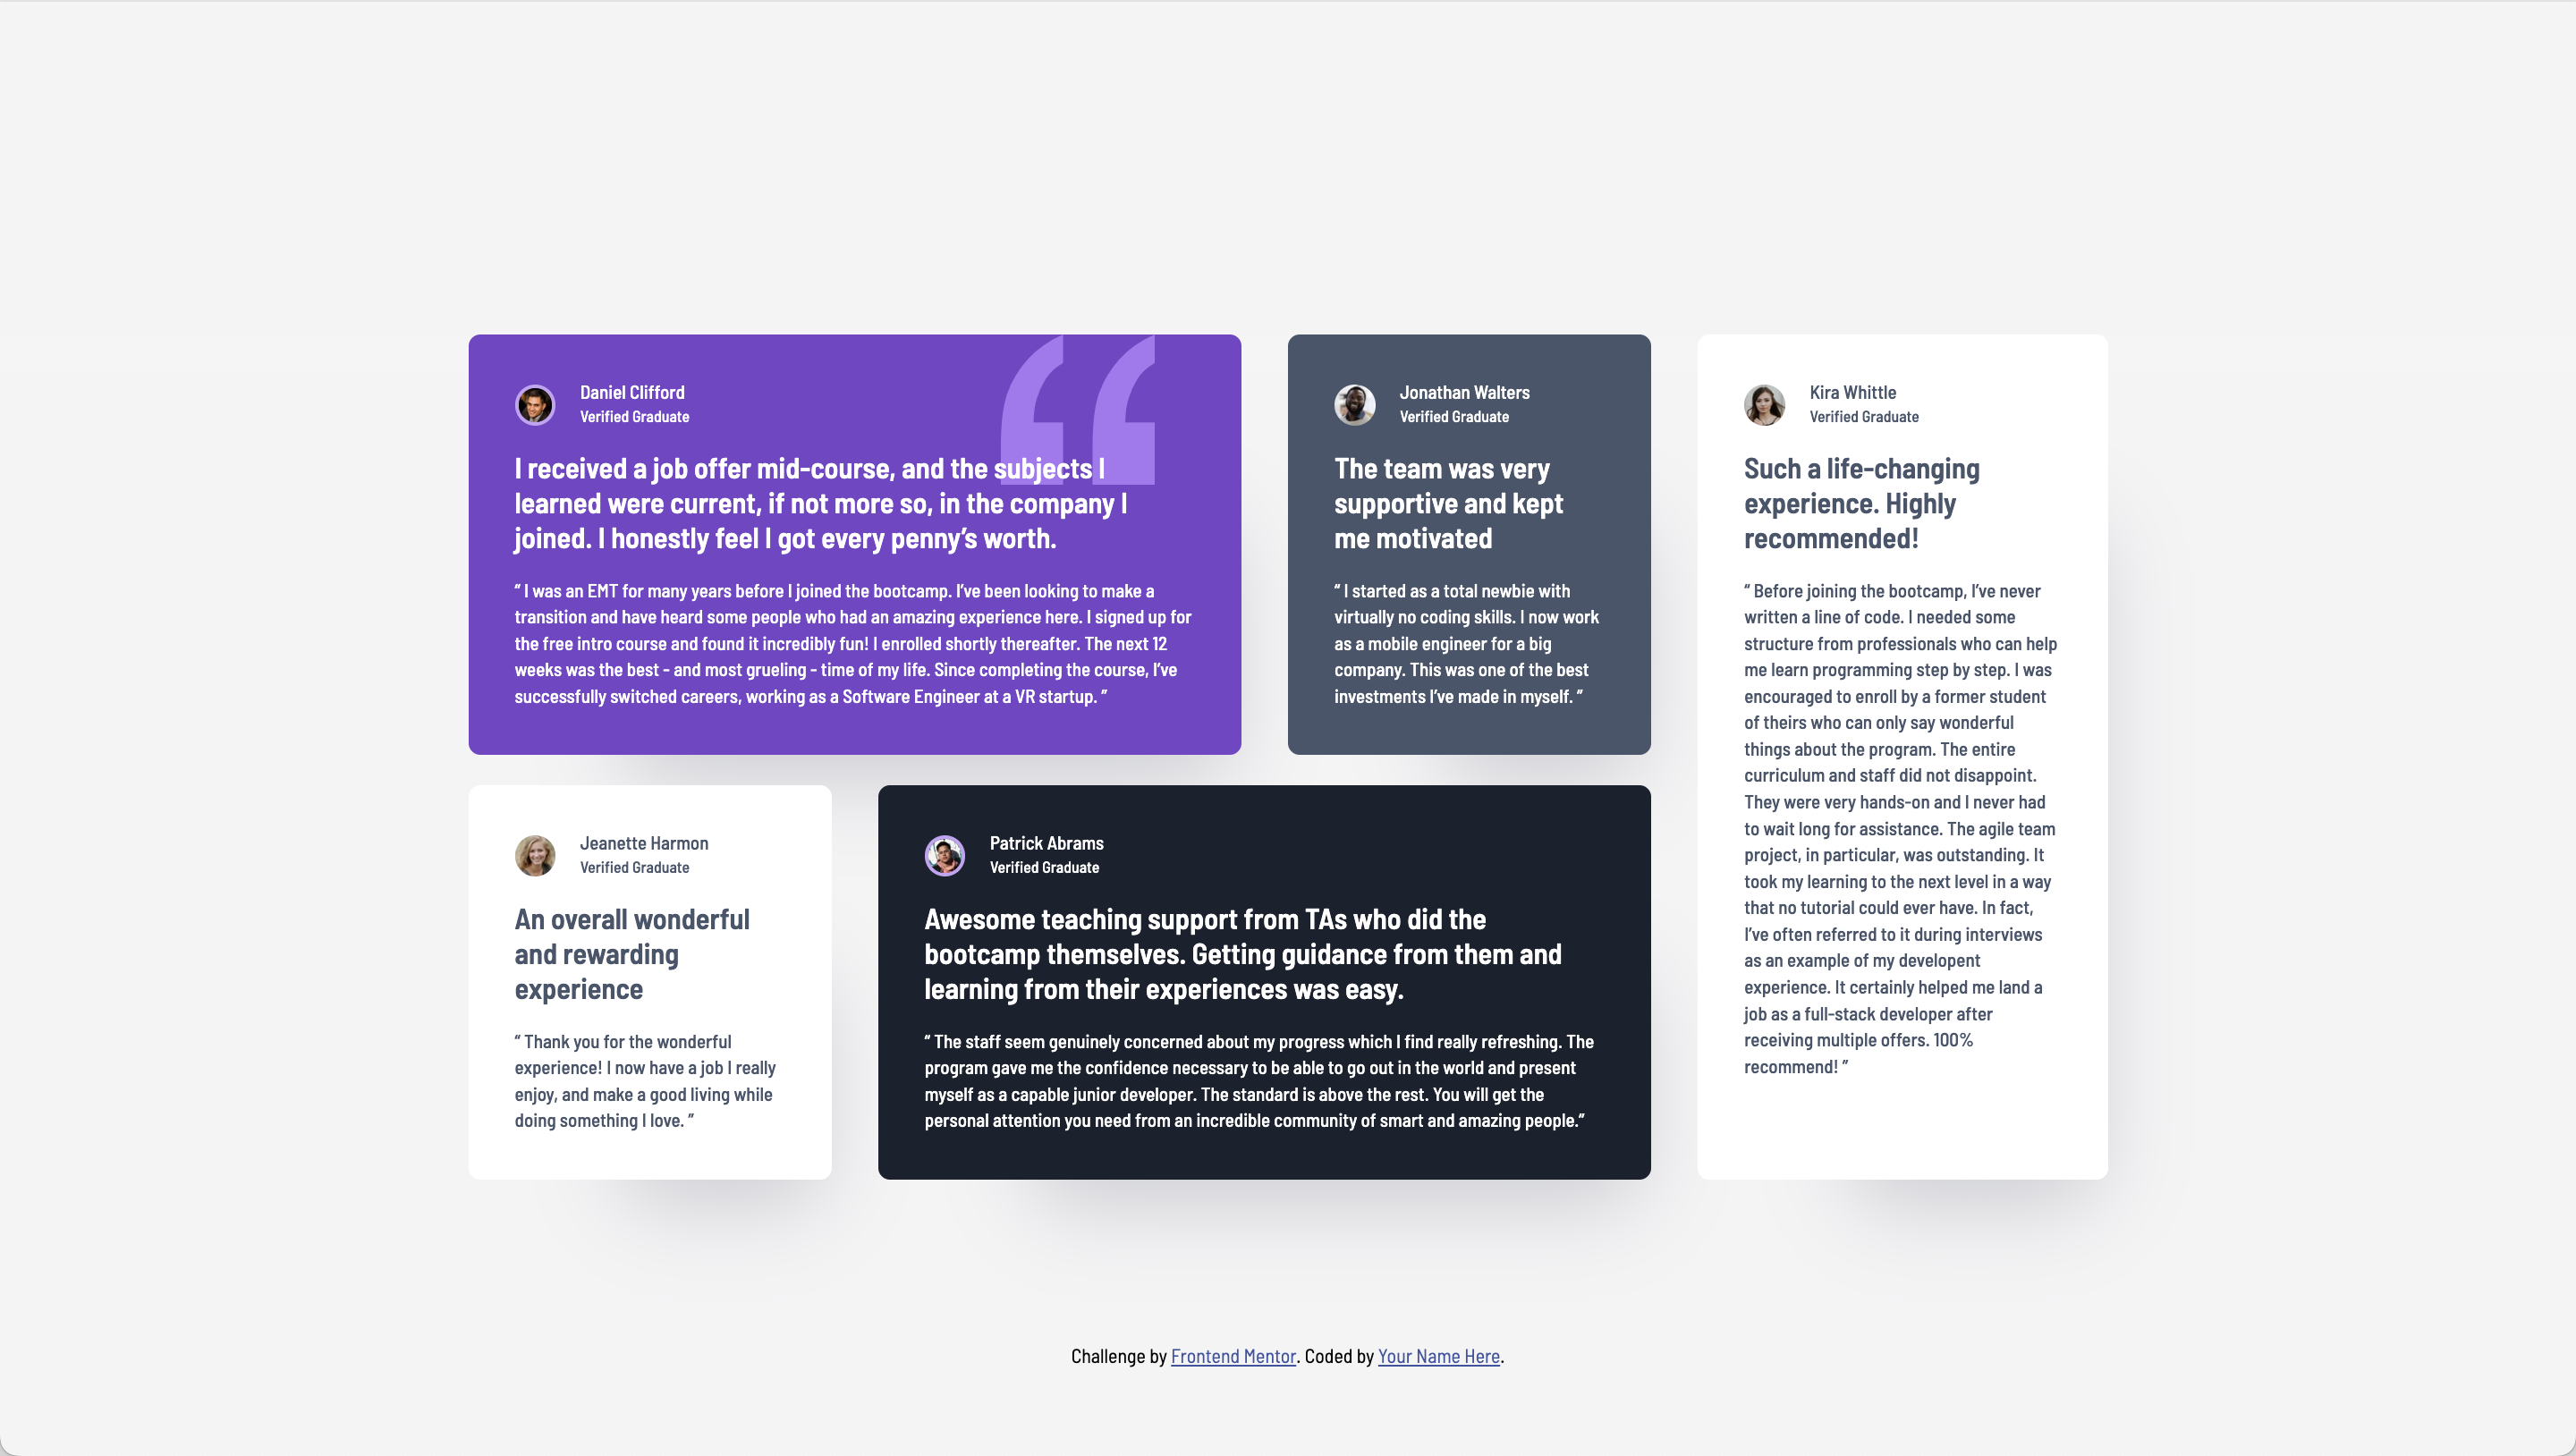 Daniel Clifford
Verified Graduate
I received a job offer mid-course, and the subjects I
learned were current, if not more so, in the company I
joined. I honestly feel I got every penny’s worth.
“ I was an EMT for many years before I joined the bootcamp. I’ve been looking to make a
transition and have heard some people who had an amazing experience here. I signed up for
the free intro course and found it incredibly fun! I enrolled shortly thereafter. The next 12
weeks was the best - and most grueling - time of my life. Since completing the course, I’ve
successfully switched careers, working as a Software Engineer at a VR startup. ”
Jonathan Walters
Verified Graduate
The team was very
supportive and kept
me motivated
“ I started as a total newbie with
virtually no coding skills. I now work
as a mobile engineer for a big
company. This was one of the best
investments I’ve made in myself. ”
Kira Whittle
Verified Graduate
Such a life-changing
experience. Highly
recommended!
“ Before joining the bootcamp, I’ve never
written a line of code. I needed some
structure from professionals who can help
me learn programming step by step. I was
encouraged to enroll by a former student
of theirs who can only say wonderful
things about the program. The entire
curriculum and staff did not disappoint.
They were very hands-on and I never had
to wait long for assistance. The agile team
project, in particular, was outstanding. It
took my learning to the next level in a way
that no tutorial could ever have. In fact,
I’ve often referred to it during interviews
as an example of my developent
experience. It certainly helped me land a
job as a full-stack developer after
receiving multiple offers. 100%
recommend! ”
Jeanette Harmon
Verified Graduate
An overall wonderful
and rewarding
experience
“ Thank you for the wonderful
experience! I now have a job I really
enjoy, and make a good living while
doing something I love. ”
Patrick Abrams
Verified Graduate
Awesome teaching support from TAs who did the
bootcamp themselves. Getting guidance from them and
learning from their experiences was easy.
“ The staff seem genuinely concerned about my progress which I find really refreshing. The
program gave me the confidence necessary to be able to go out in the world and present
myself as a capable junior developer. The standard is above the rest. You will get the
personal attention you need from an incredible community of smart and amazing people.”
Challenge by Frontend Mentor. Coded by Your Name Here.